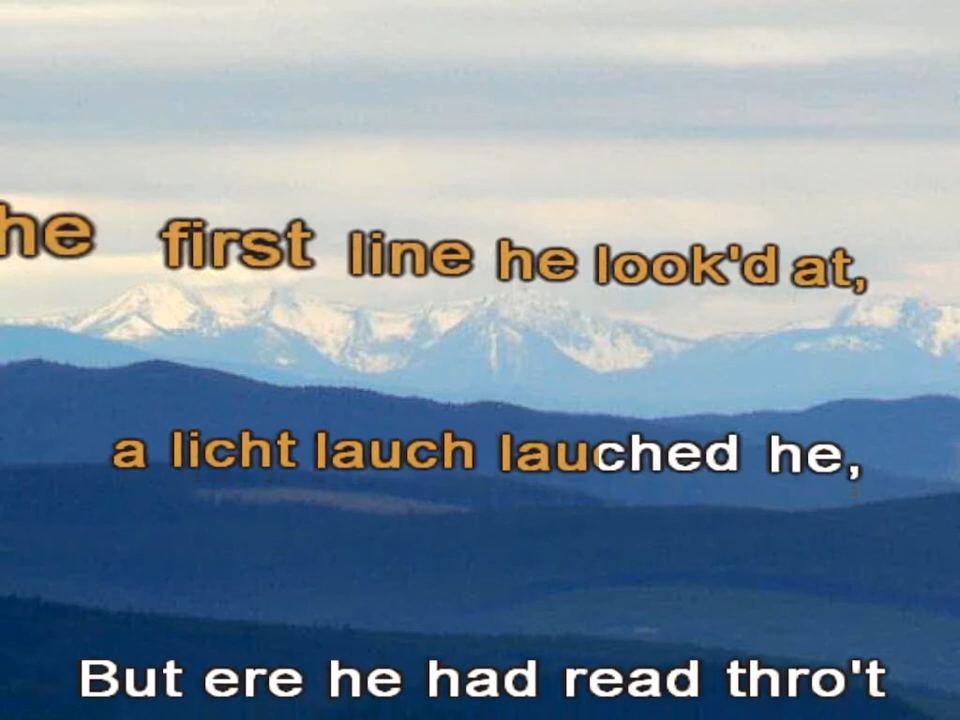 he first line he look'd at,
a licht lauch lauched he,
But ere he had read thro't